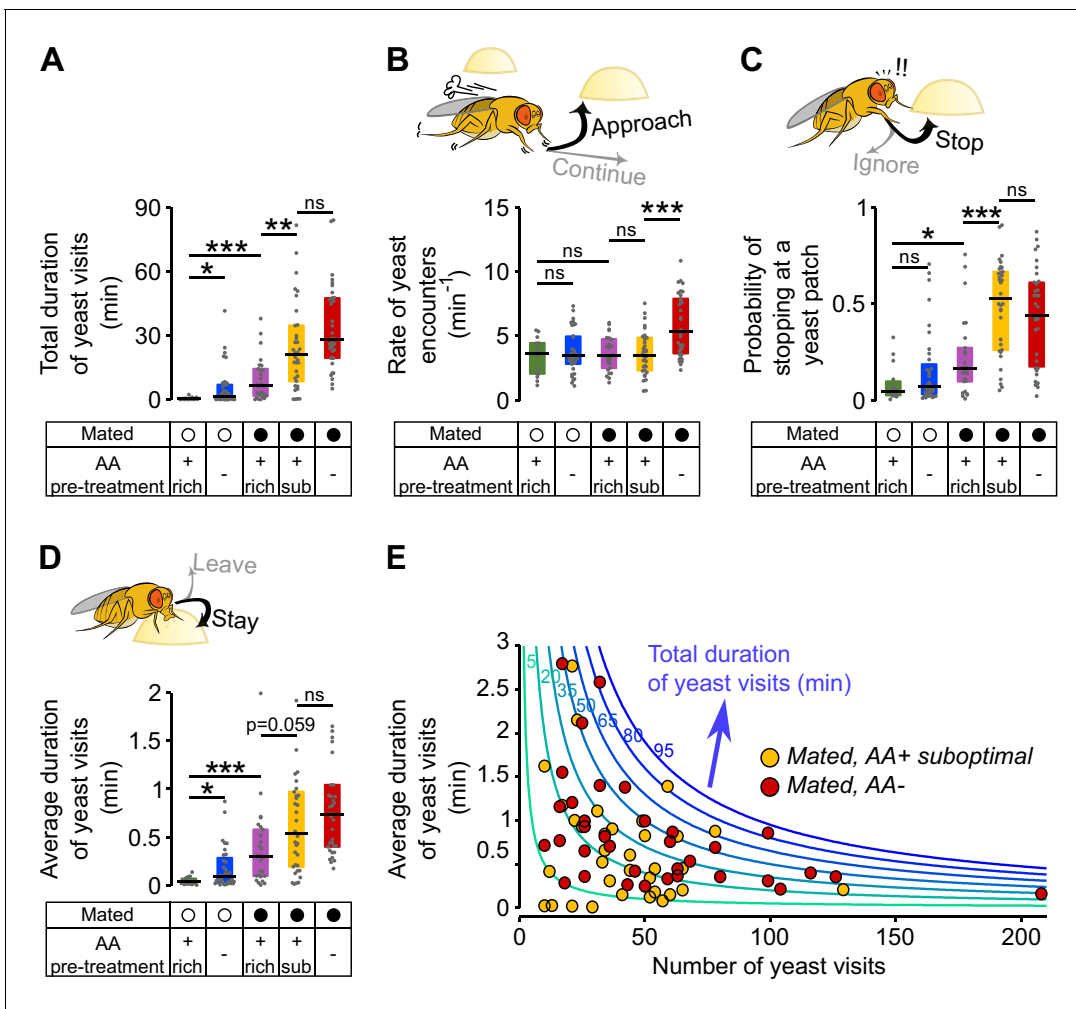 A
Total duration
of yeast visits
(min)
90
60
30
0
*
***
**
ns
Mated
AA
pre-treatment
+
rich
-
+
rich
+
sub
-
B
Approach
Continue
Rate of yeast
encounters
(min-1)
15
10
5
0
ns
ns
ns
***
Mated
AA
pre-treatment
+
rich
-
+
rich
+
sub
-
C
!!
Stop
Ignore
Probability of
stopping at a
yeast patch
1
0.5
0
ns
*
***
ns
Mated
AA
pre-treatment
+
rich
-
+
rich
+
sub
-
D
Leave
Stay
Average duration
of yeast visits
(min)
2
1.5
1
0.5
0
*
***
p=0.059
ns
Mated
AA
pre-treatment
+
rich
-
+
rich
+
sub
-
E
Average duration
of yeast visits
(min)
3
2.5
2
1.5
1
0.5
0
5
20
35
50
65
80
95
Total duration
of yeast visits (min)
Mated, AA+ suboptimal
Mated, AA-
0
50
100
150
200
Number of yeast visits